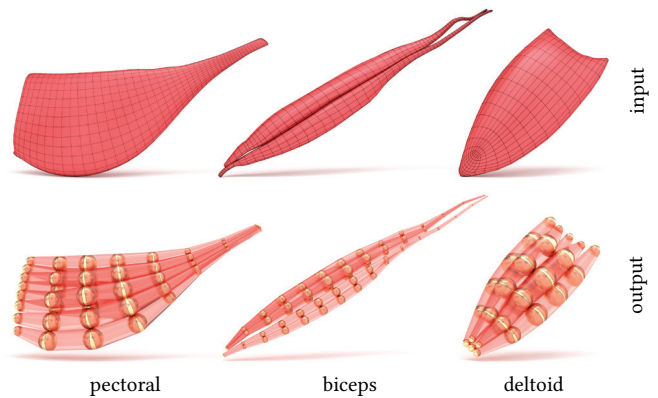 input
output
pectoral
biceps
deltoid